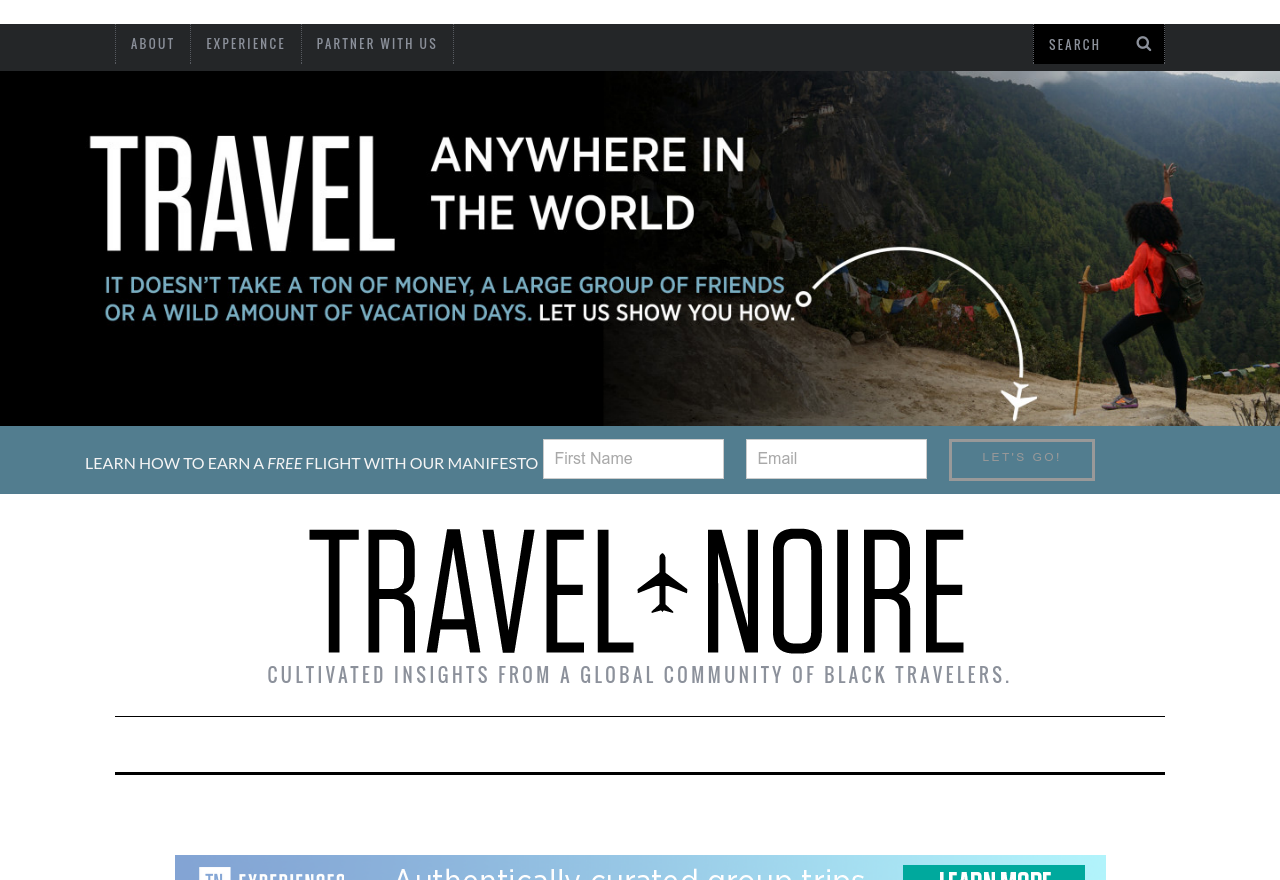 ABOUT
EXPERIENCE
PARTNER WITH US
SEARCH
TRAVEL ANYWHERE IN
THE WORLD
IT DOESN'T TAKE A TON OF MONEY, A LARGE GROUP OF FRIENDS
OR A WILD AMOUNT OF VACATION DAYS. LET US SHOW YOU HOW.
LEARN HOW TO EARN A FREE FLIGHT WITH OUR MANIFESTO
First Name
Email
LET'S GO!
TRAVEL NOIRE
CULTIVATED INSIGHTS FROM A GLOBAL COMMUNITY OF BLACK TRAVELERS.
TN EXPERIENCES
Authentically curated group trips
LEARN MORE